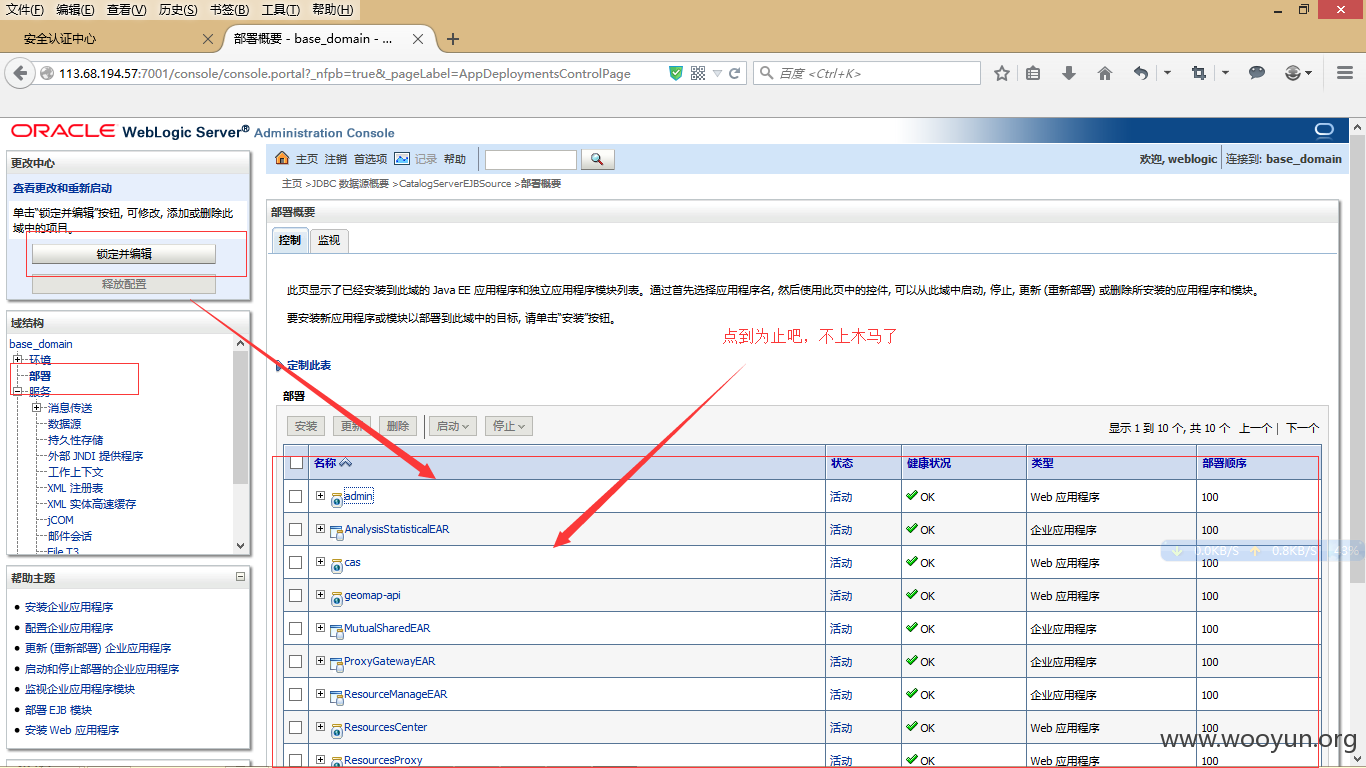 文件(F) 编辑(E) 查看(V) 历史(S) 书签(B) 工具(T) 帮助(H)
安全认证中心
部署概要 - base_domain - ...
113.68.194.57:7001/console/console.portal?_nfpb=true&_pageLabel=AppDeploymentsControlPage
百度 <Ctrl+K>
ORACLE WebLogic Server® Administration Console
更改中心
查看更改和重新启动
单击“锁定并编辑”按钮, 可修改, 添加或删除此
域中的项目。
锁定并编辑
释放配置
域结构
base_domain
环境
部署
服务
消息传送
数据源
持久性存储
外部 JNDI 提供程序
工作上下文
XML 注册表
XML 实体高速缓存
jCOM
邮件会话
File T3
帮助主题
安装企业应用程序
配置企业应用程序
更新 (重新部署) 企业应用程序
启动和停止部署的企业应用程序
监视企业应用程序模块
部署 EJB 模块
安装 Web 应用程序
主页 注销 首选项 记录 帮助
欢迎, weblogic 连接到: base_domain
主页 >JDBC 数据源概要 >CatalogServerEJBSource >部署概要
部署概要
控制 监视
此页显示了已经安装到此域的 Java EE 应用程序和独立应用程序模块列表。通过首先选择应用程序名, 然后使用此页中的控件, 可以从此域中启动, 停止, 更新 (重新部署) 或删除所安装的应用程序和模块。
要安装新应用程序或模块以部署到此域中的目标, 请单击“安装”按钮。
点到为止吧，不上木马了
定制此表
部署
安装 更新 删除 启动 停止
显示 1 到 10 个, 共 10 个 上一个 | 下一个
名称 状态 健康状况 类型 部署顺序
admin 活动 OK Web 应用程序 100
AnalysisStatisticalEAR 活动 OK 企业应用程序 100
0.0KB/S 0.8KB/S 43%
cas 活动 OK Web 应用程序 100
geomap-api 活动 OK Web 应用程序 100
MutualSharedEAR 活动 OK 企业应用程序 100
ProxyGatewayEAR 活动 OK 企业应用程序 100
ResourceManageEAR 活动 OK 企业应用程序 100
ResourcesCenter 活动 OK Web 应用程序 100
ResourcesProxy 活动 OK Web 应用程序 100
www.wooyun.org